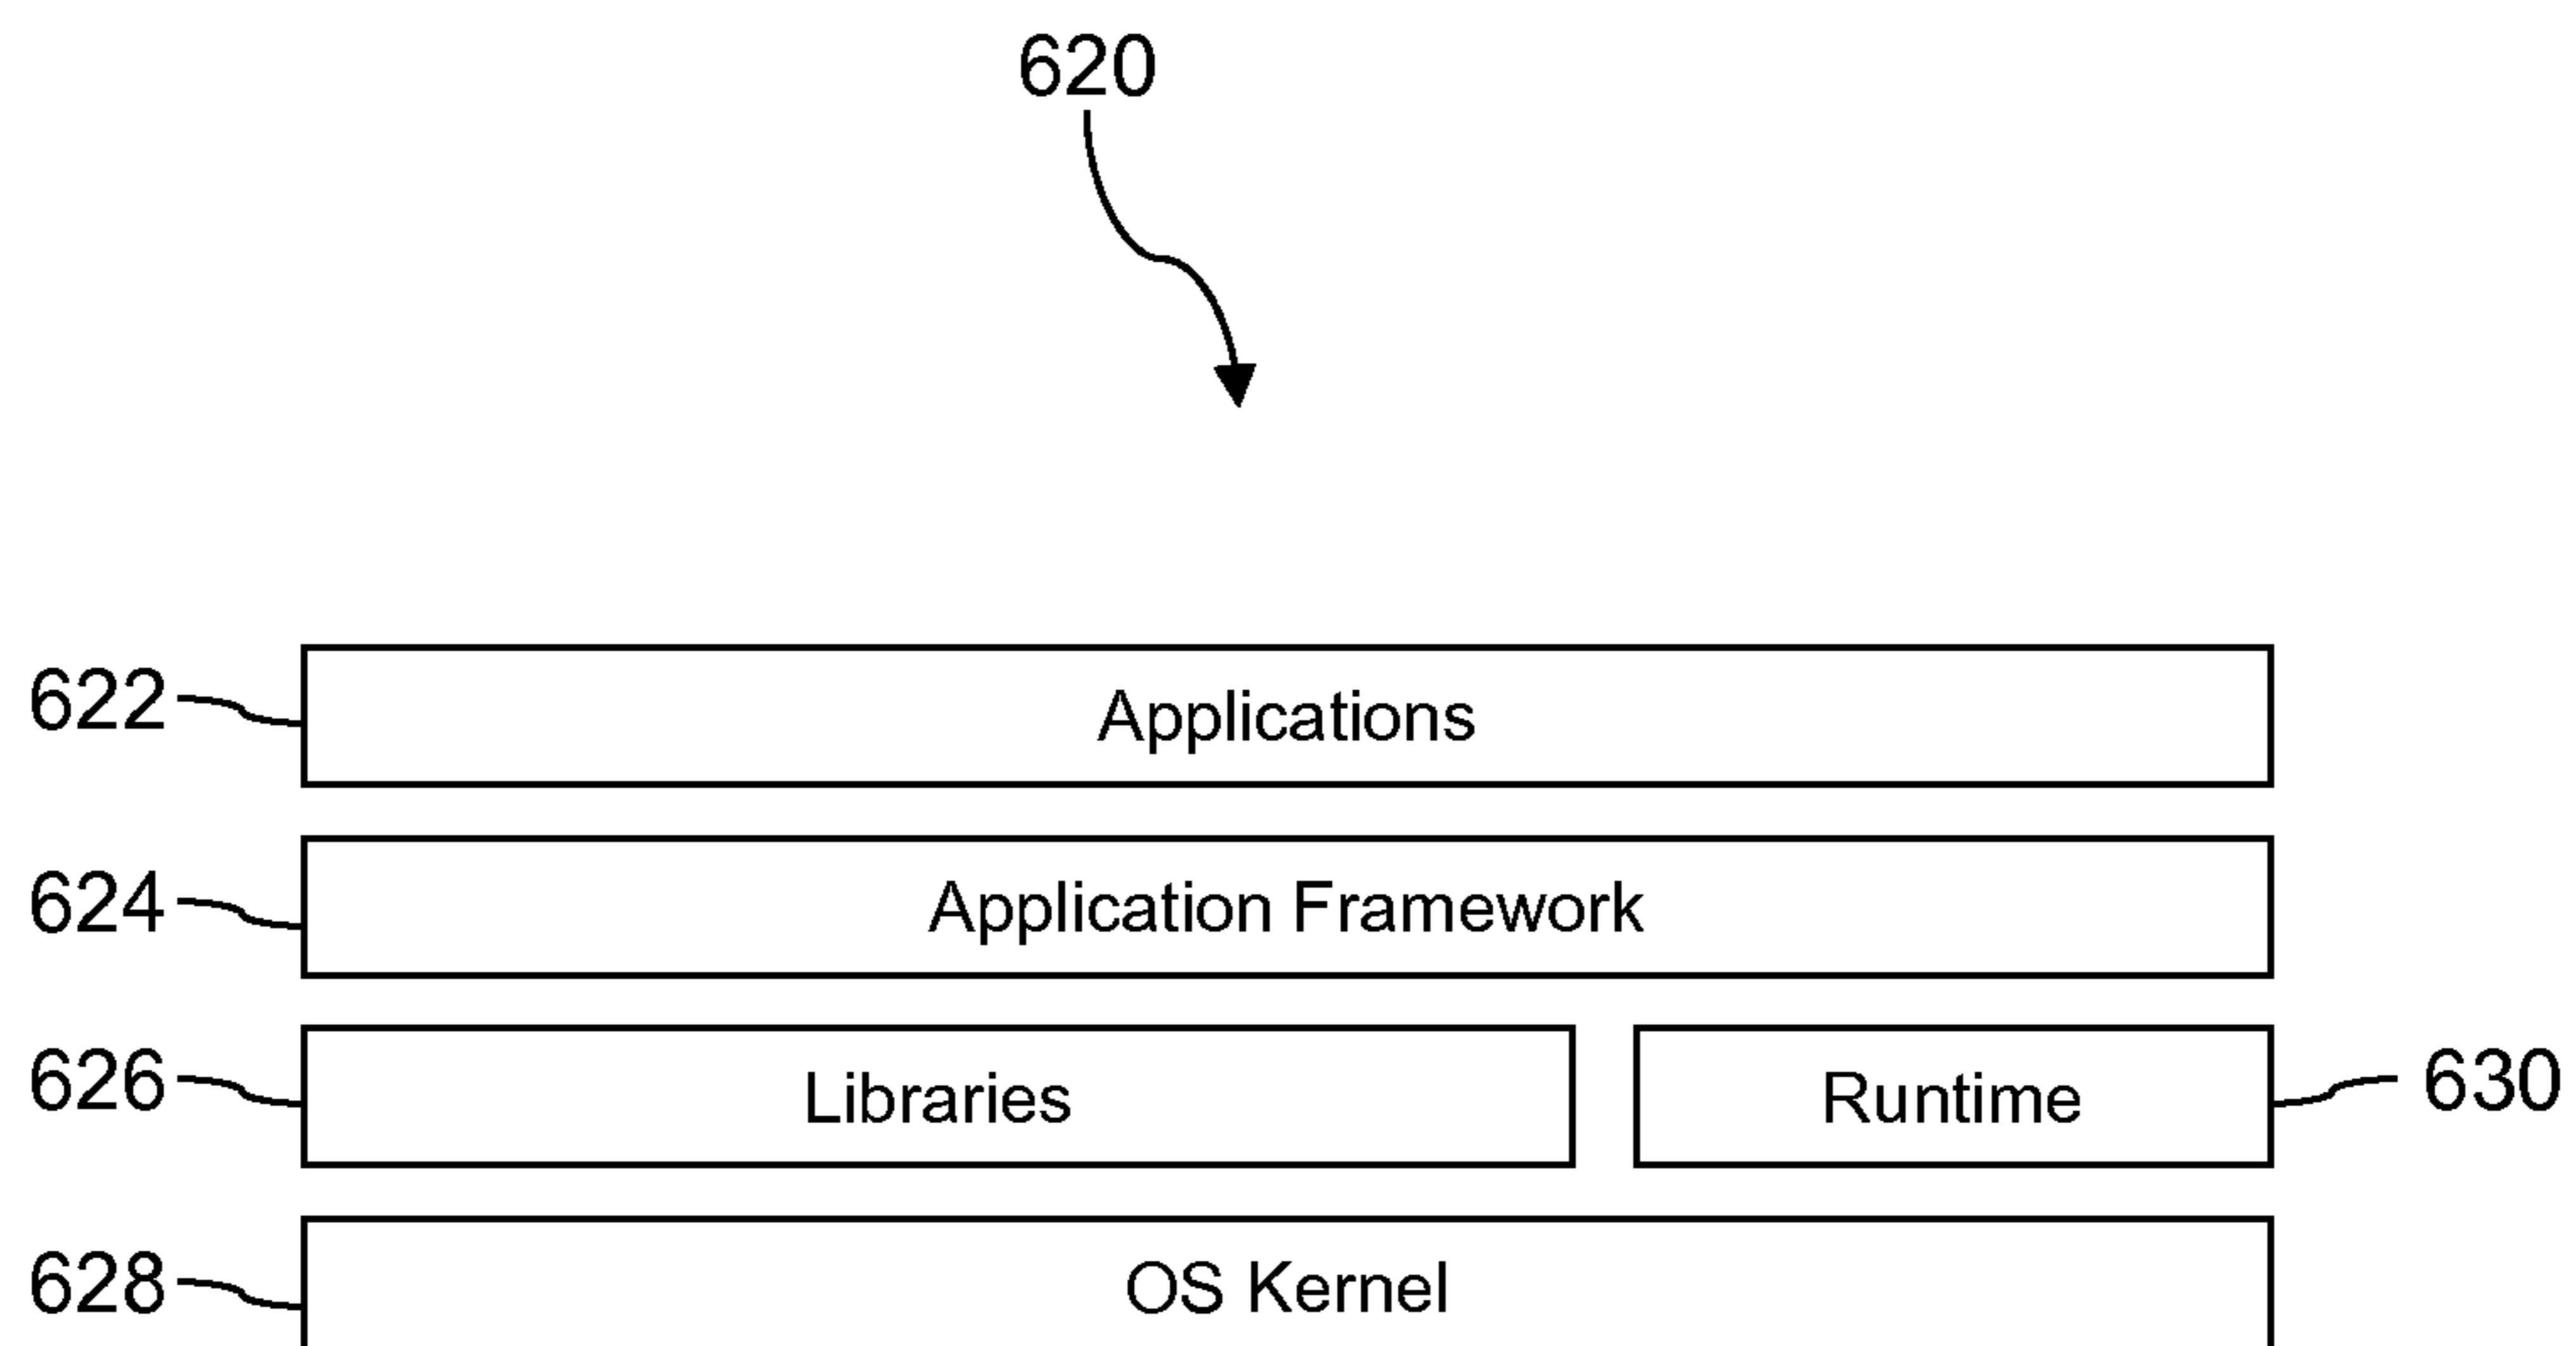 620
622
Applications
624
Application Framework
626
Libraries
Runtime
630
628
OS Kernel